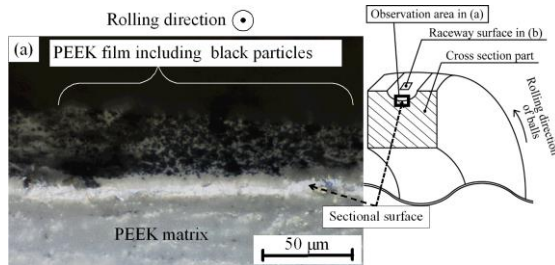 Rolling direction
(a)
PEEK film including black particles
PEEK matrix
50 μm
Observation area in (a)
Raceway surface in (b)
Cross section part
Rolling direction
of balls
Sectional surface